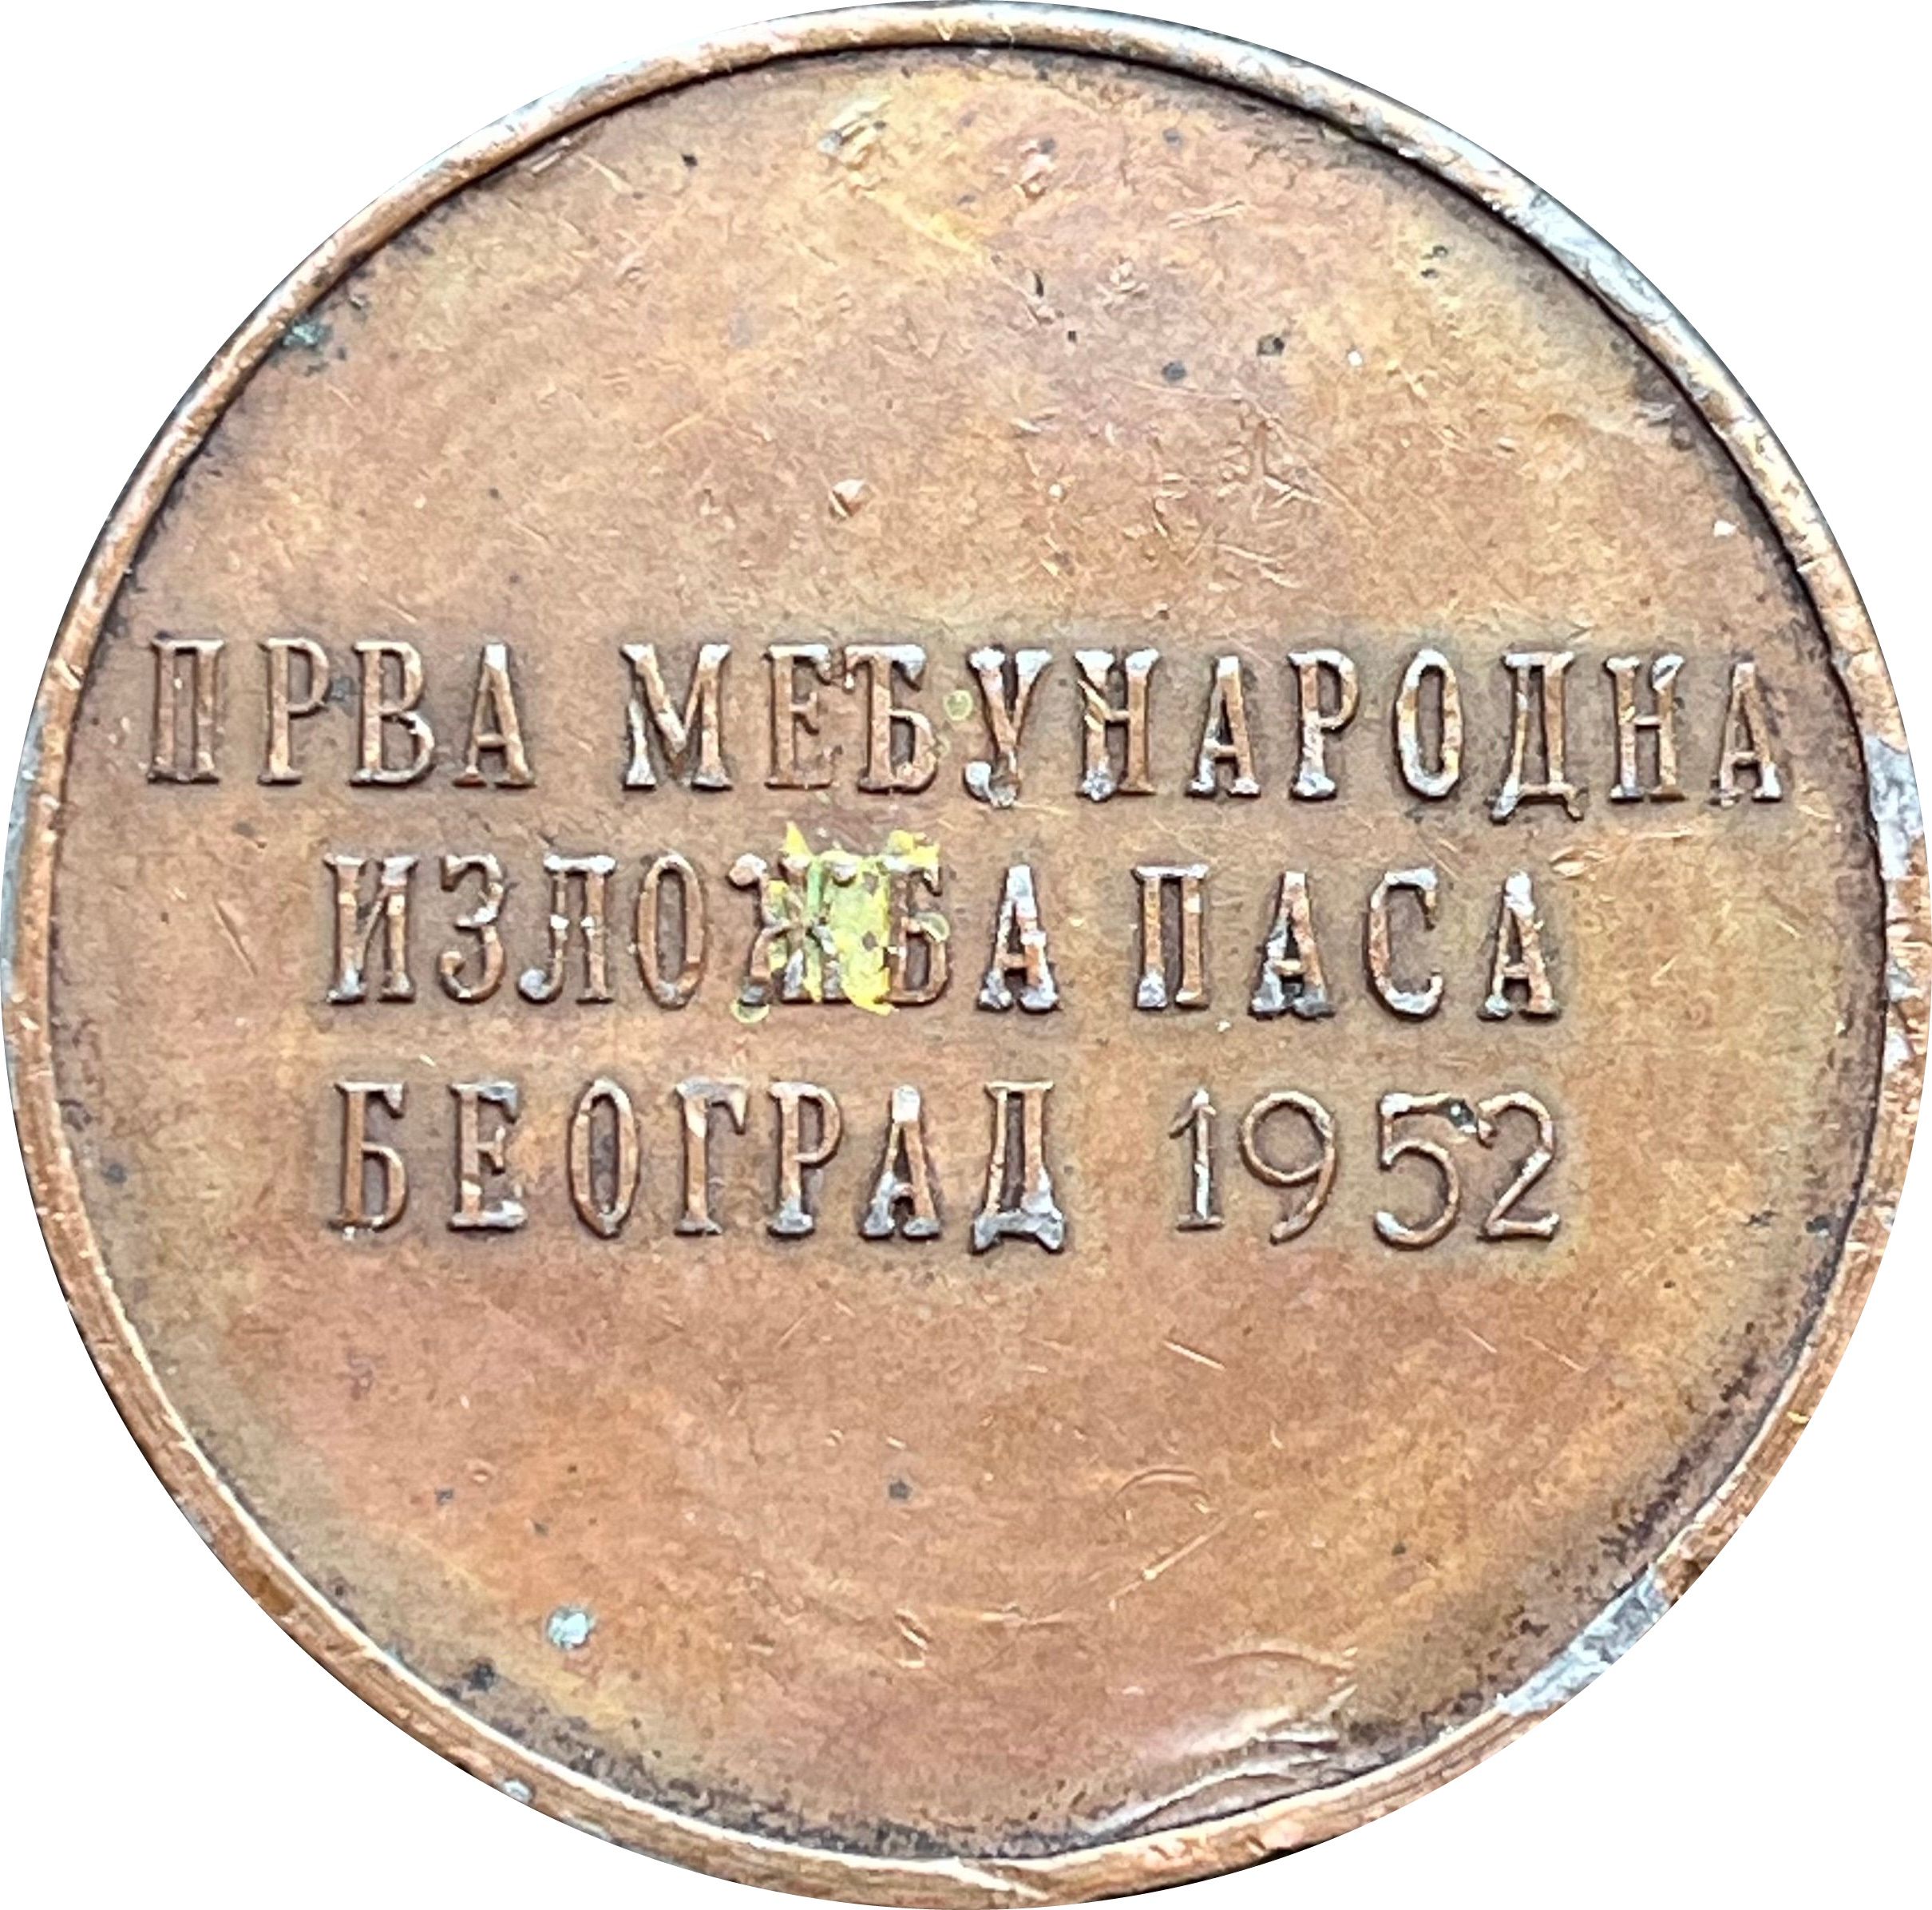 ПРВА МЕЂУНАРОДНА
ИЗЛОЖБА ПАСА
БЕОГРАД 1952